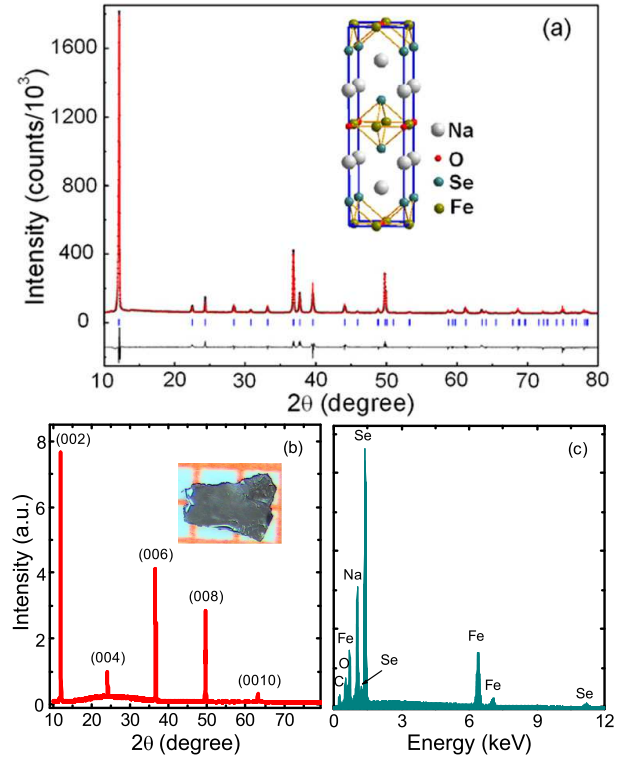 (a)
1600
1200
800
400
0
Intensity (counts/10³)
Na
O
Se
Fe
10 20 30 40 50 60 70 80
2θ (degree)
(b)
(002)
(004)
(006)
(008)
(0010)
8
6
4
2
0
Intensity (a.u.)
10 20 30 40 50 60 70
2θ (degree)
(c)
Se
Na
Fe
O
C
Se
Fe
Fe
Se
0 3 6 9 12
Energy (keV)